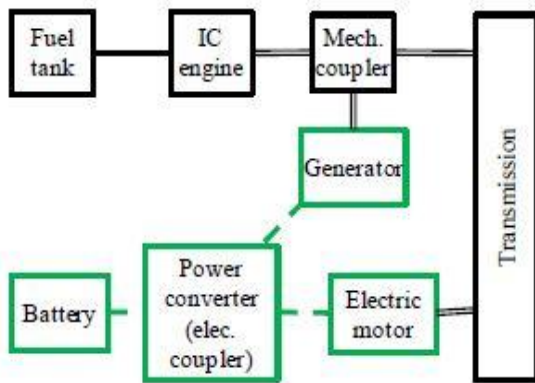 Fuel
tank
IC
engine
Mech.
coupler
Generator
Transmission
Battery
Power
converter
(elec.
coupler)
Electric
motor